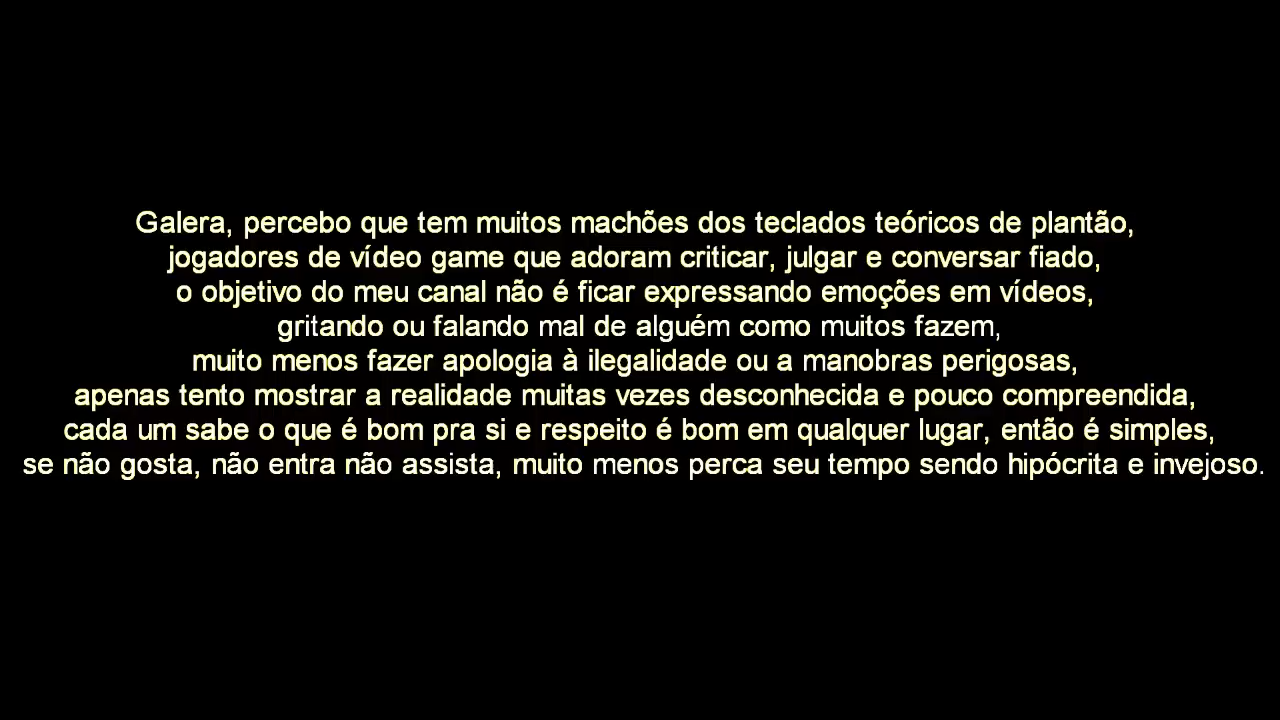 Galera, percebo que tem muitos machões dos teclados teóricos de plantão,
jogadores de vídeo game que adoram criticar, julgar e conversar fiado,
o objetivo do meu canal não é ficar expressando emoções em vídeos,
gritando ou falando mal de alguém como muitos fazem,
muito menos fazer apologia à ilegalidade ou a manobras perigosas,
apenas tento mostrar a realidade muitas vezes desconhecida e pouco compreendida,
cada um sabe o que é bom pra si e respeito é bom em qualquer lugar, então é simples,
se não gosta, não entra não assista, muito menos perca seu tempo sendo hipócrita e invejoso.